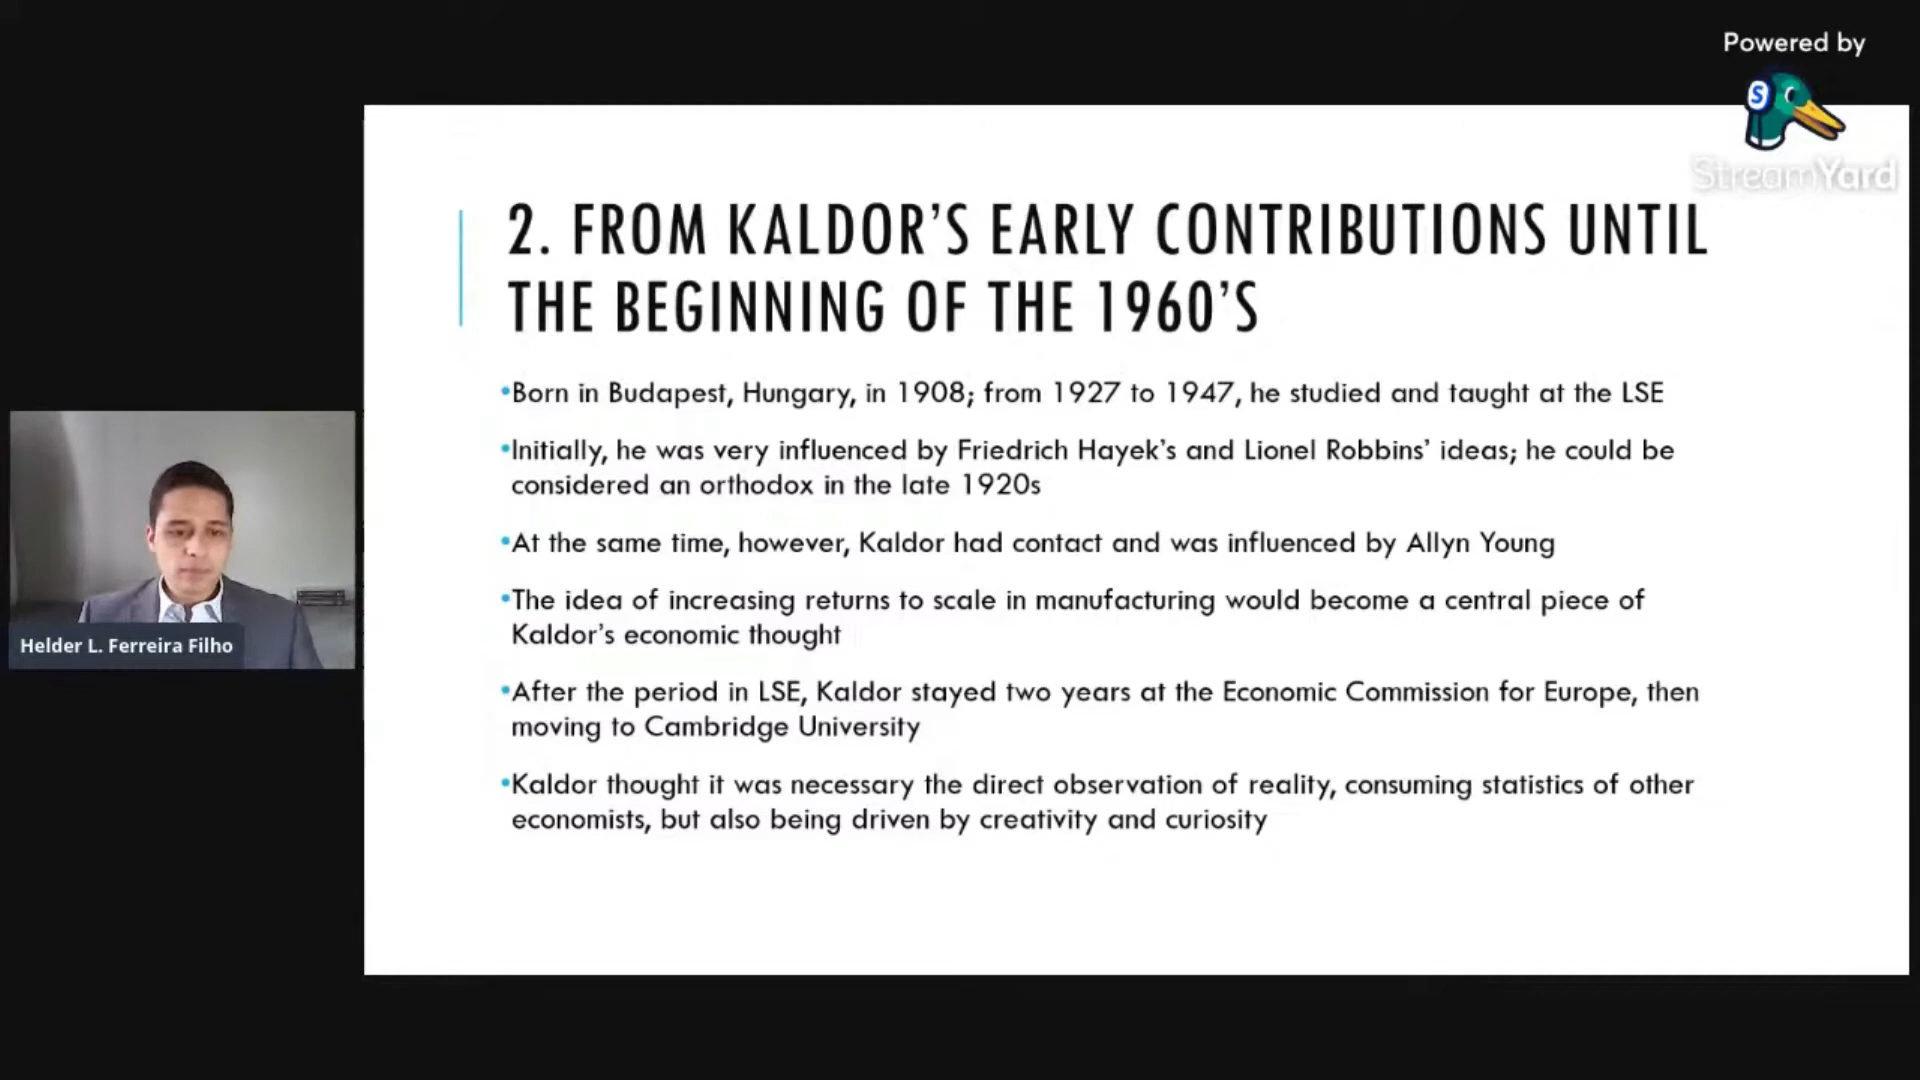 Powered by
StreamYard
2. FROM KALDOR’S EARLY CONTRIBUTIONS UNTIL
THE BEGINNING OF THE 1960’S
•Born in Budapest, Hungary, in 1908; from 1927 to 1947, he studied and taught at the LSE
•Initially, he was very influenced by Friedrich Hayek’s and Lionel Robbins’ ideas; he could be
considered an orthodox in the late 1920s
•At the same time, however, Kaldor had contact and was influenced by Allyn Young
•The idea of increasing returns to scale in manufacturing would become a central piece of
Kaldor’s economic thought
•After the period in LSE, Kaldor stayed two years at the Economic Commission for Europe, then
moving to Cambridge University
•Kaldor thought it was necessary the direct observation of reality, consuming statistics of other
economists, but also being driven by creativity and curiosity
Helder L. Ferreira Filho
S